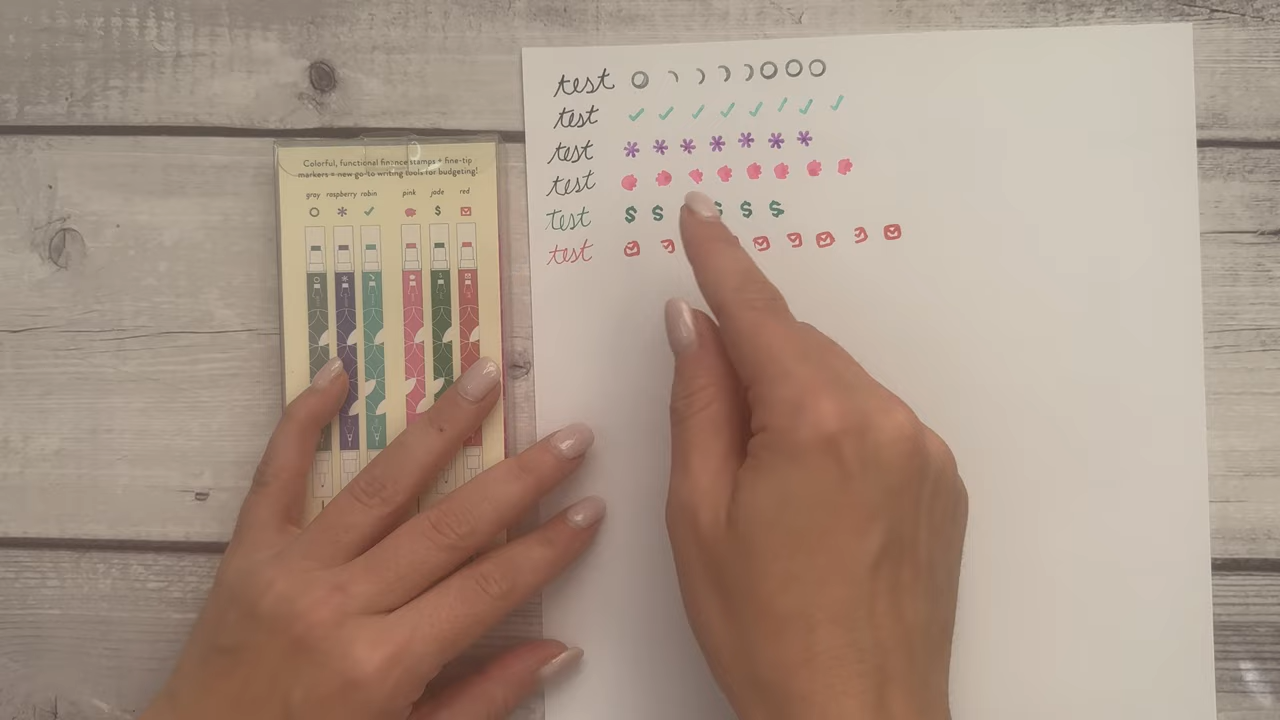 Colorful, functional finance stamps + fine-tip
markers = new go-to writing tools for budgeting!
gray raspberry robin pink jade red
test
test ✓ ✓ ✓ ✓ ✓ ✓ ✓ ✓
test * * * * * * *
test
test $ $ $ $ $
test